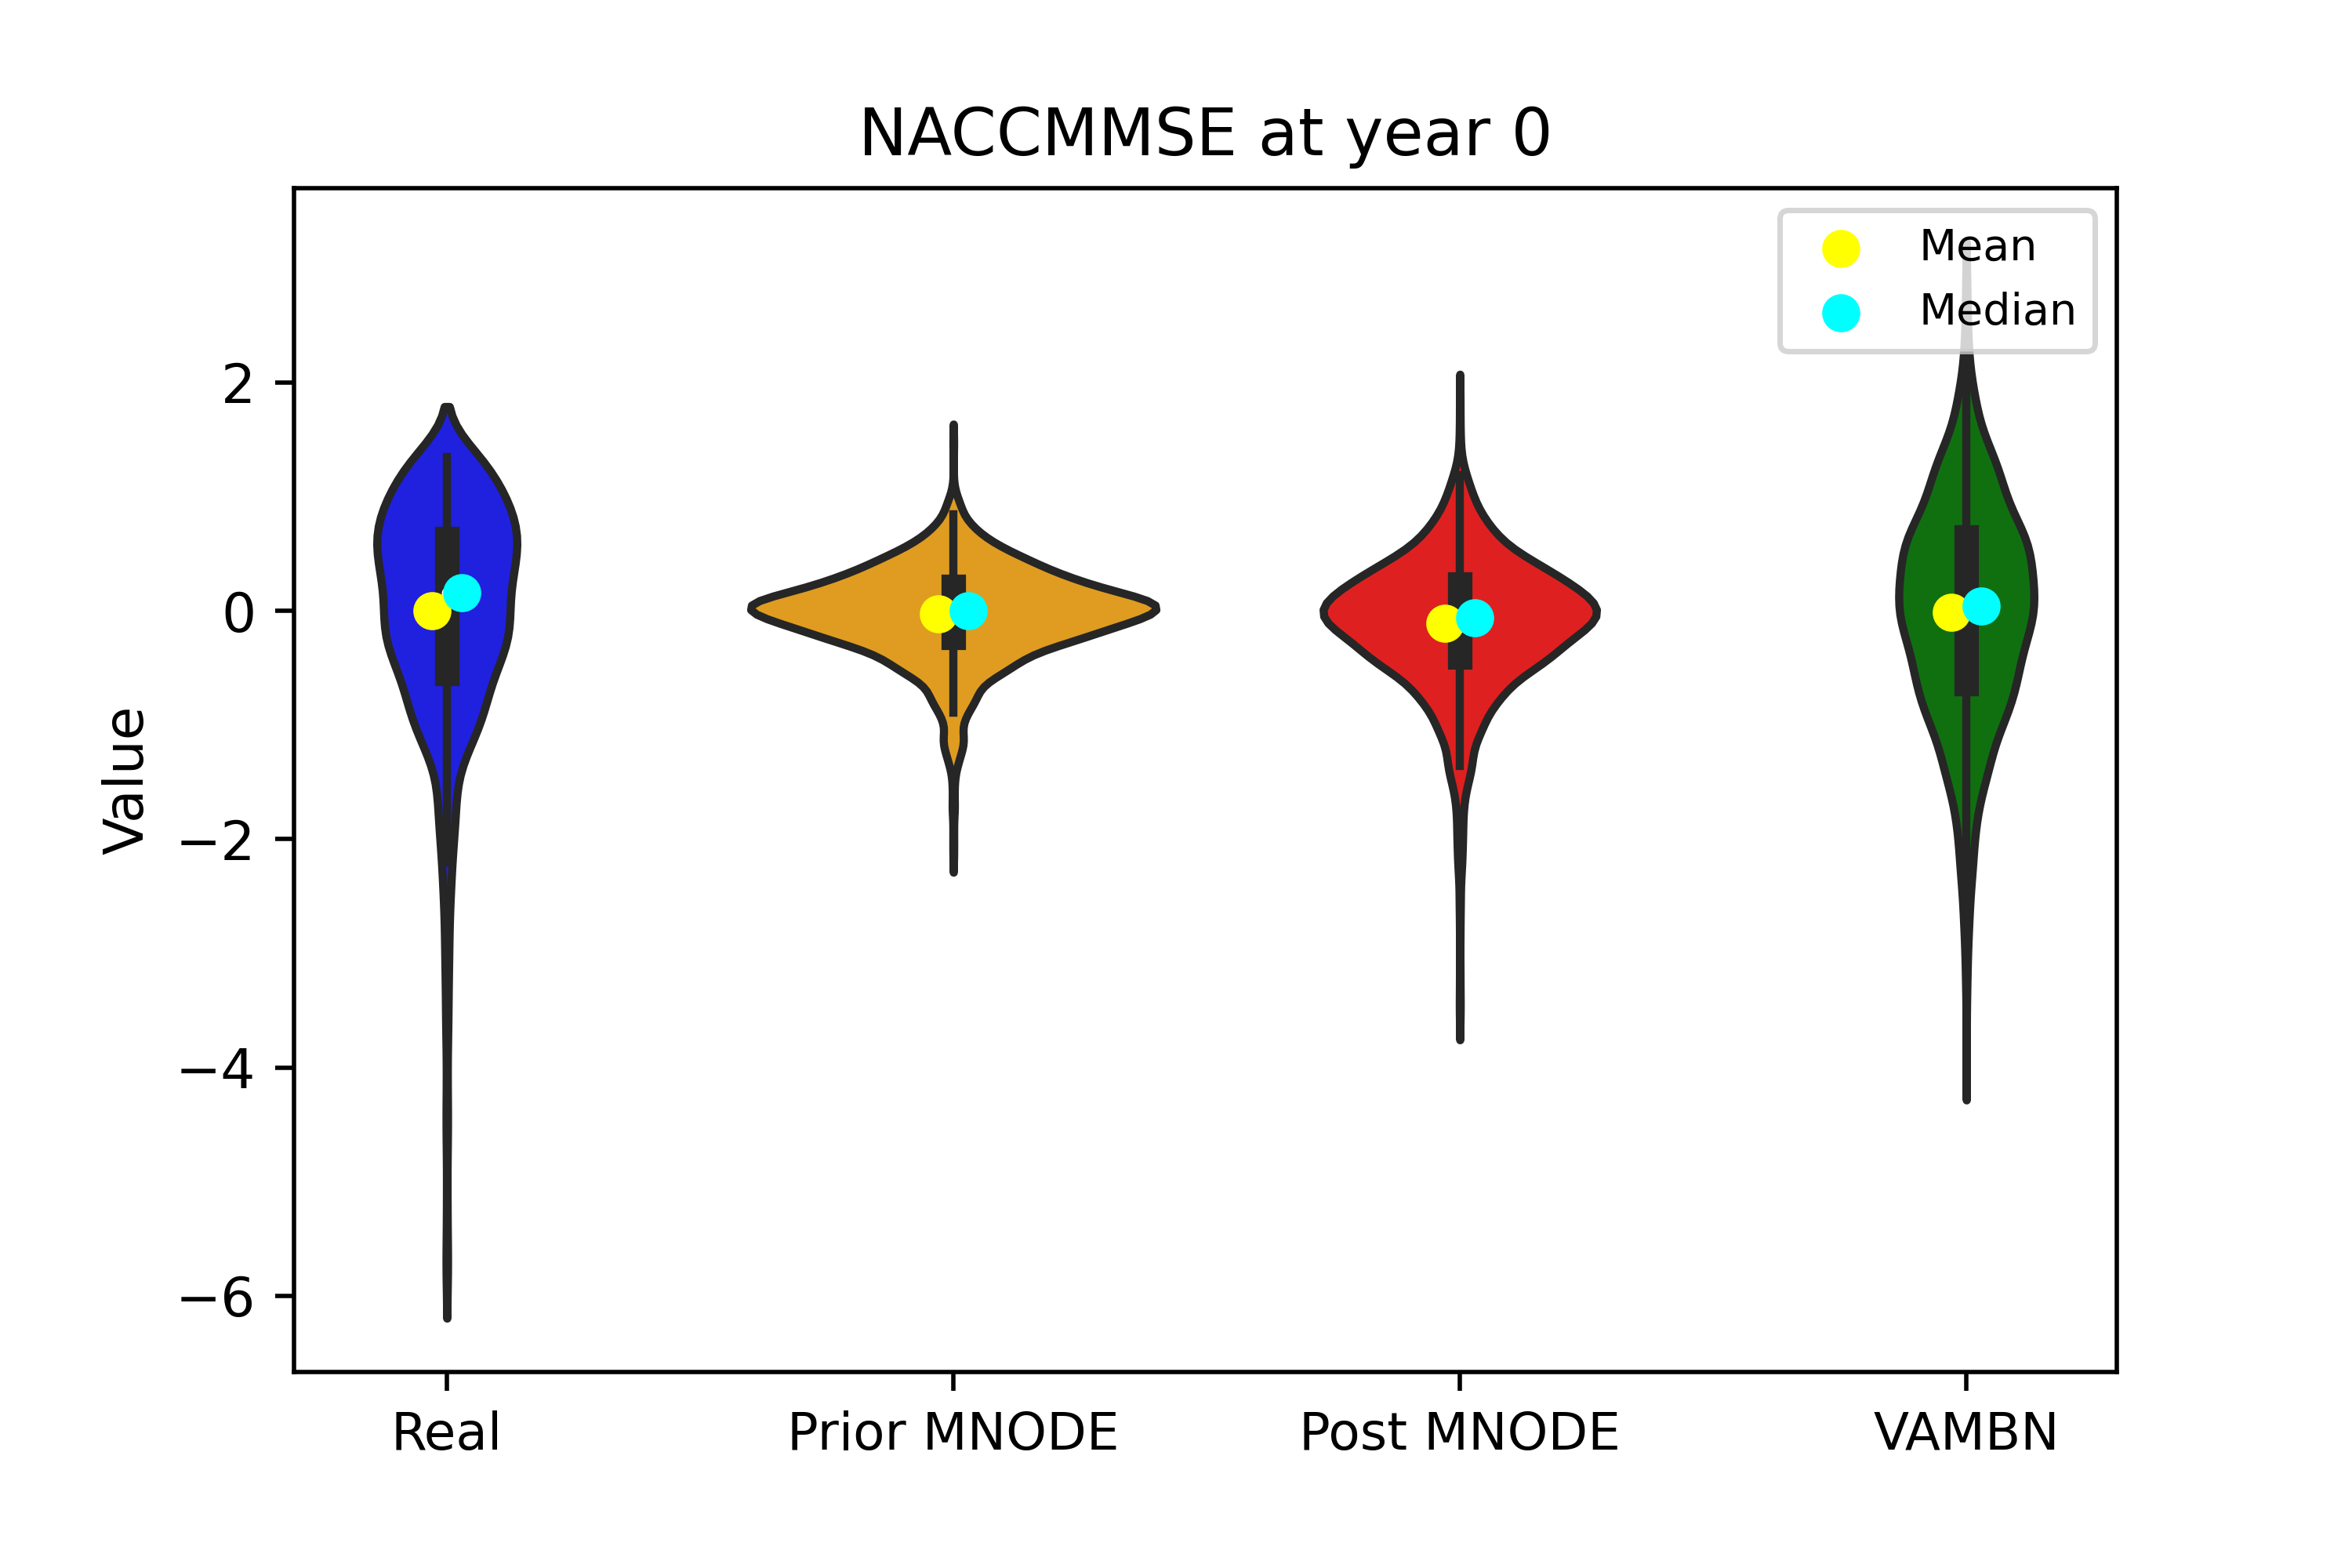 NACCMMSE at year 0
Mean
Median
Value
2
0
−2
−4
−6
Real
Prior MNODE
Post MNODE
VAMBN